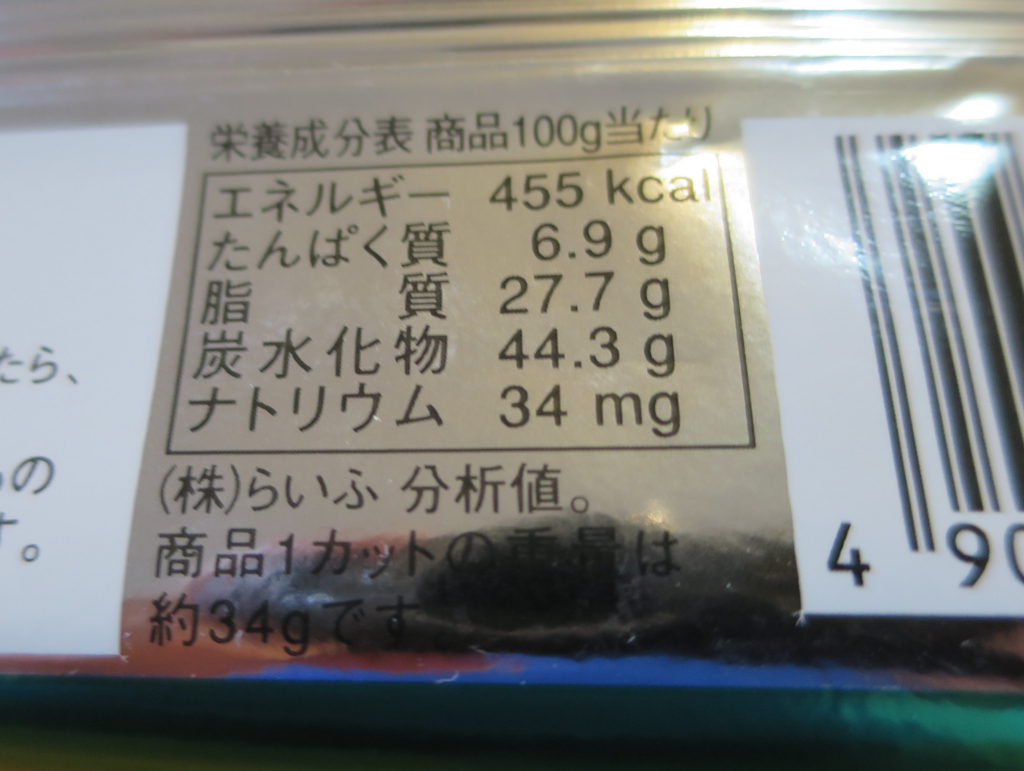 栄養成分表 商品100g当たり
エネルギー 455 kcal
たんぱく質 6.9 g
脂質 27.7 g
炭水化物 44.3 g
ナトリウム 34 mg
(株)らいふ 分析値。
商品1カットの重量は
約34gです
たら、
の
す。
4 90